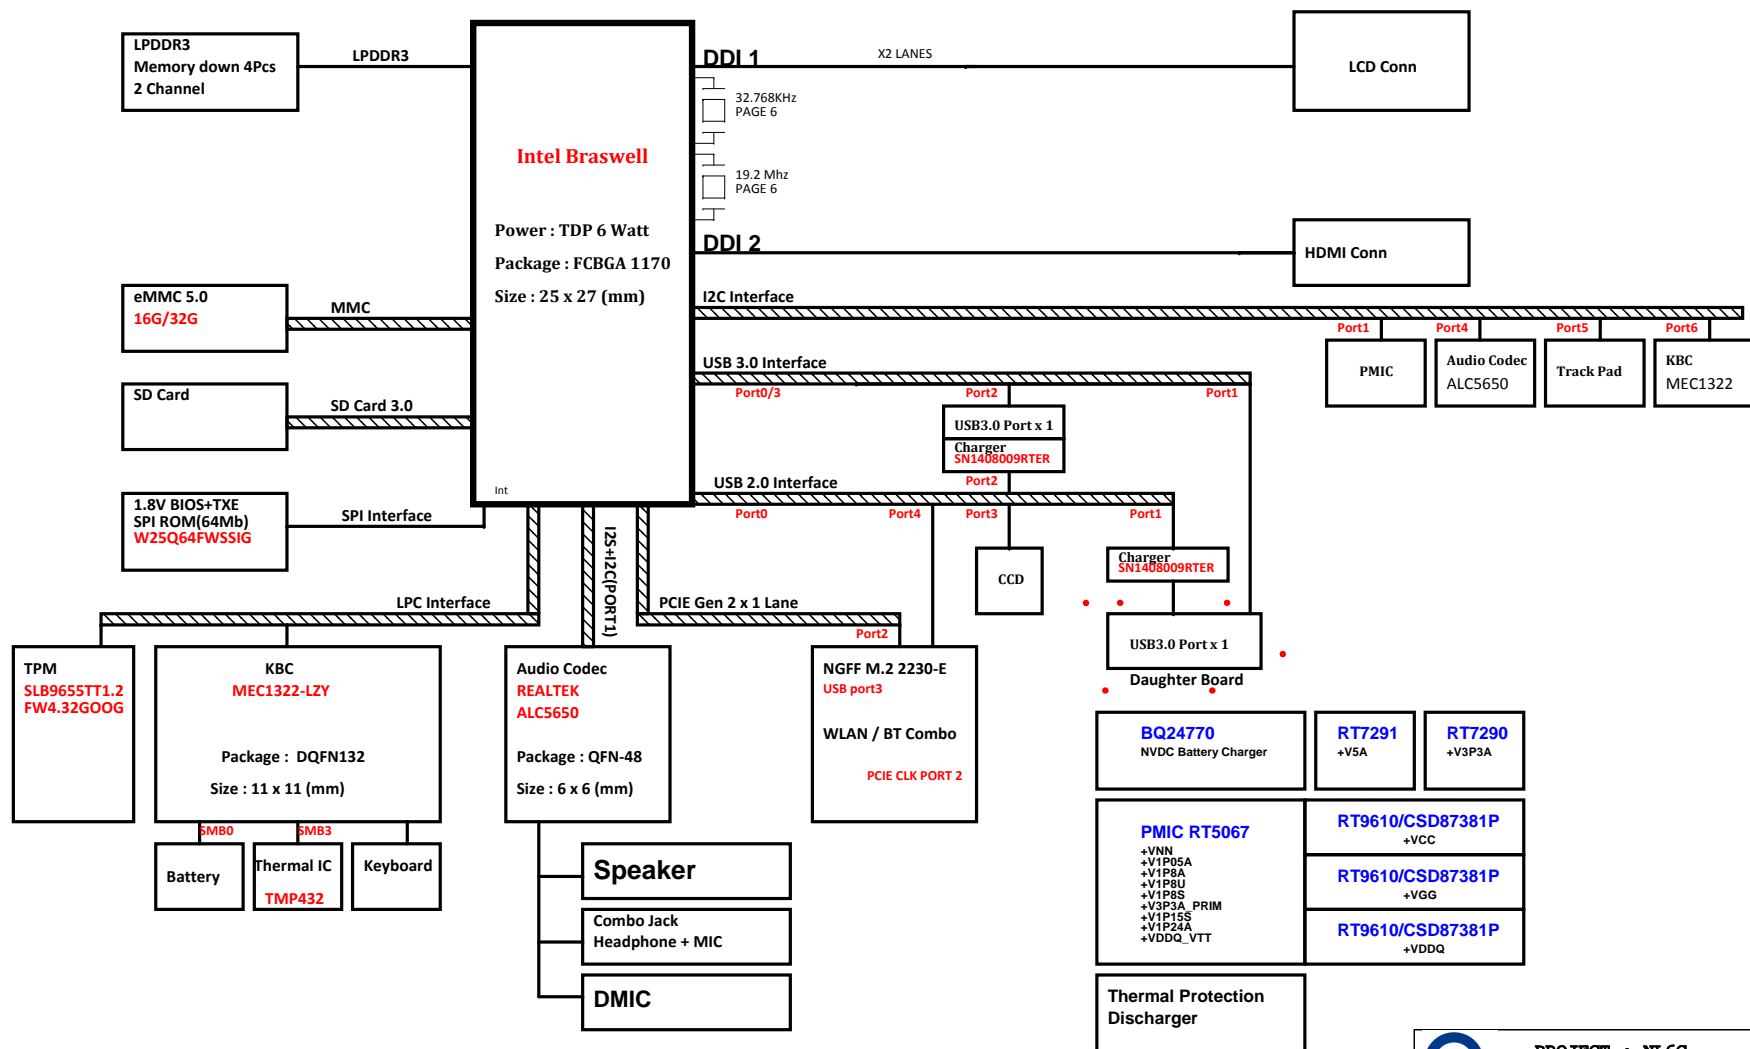 LPDDR3
Memory down 4Pcs
2 Channel
LPDDR3
Intel Braswell
Power : TDP 6 Watt
Package : FCBGA 1170
Size : 25 x 27 (mm)
Int
DDI 1
X2 LANES
LCD Conn
32.768KHz
PAGE 6
19.2 Mhz
PAGE 6
DDI 2
HDMI Conn
eMMC 5.0
16G/32G
MMC
I2C Interface
Port1
Port4
Port5
Port6
PMIC
Audio Codec
ALC5650
Track Pad
KBC
MEC1322
SD Card
SD Card 3.0
USB 3.0 Interface
Port0/3
Port2
Port1
USB3.0 Port x 1
Charger
SN1408009RTER
Port2
USB 2.0 Interface
Port0
Port4
Port3
Port1
1.8V BIOS+TXE
SPI ROM(64Mb)
W25Q64FWSSIG
SPI Interface
CCD
Charger
SN1408009RTER
USB3.0 Port x 1
Daughter Board
LPC Interface
I2S+I2C(PORT1)
PCIE Gen 2 x 1 Lane
Port2
TPM
SLB9655TT1.2
FW4.32GOOG
KBC
MEC1322-LZY
Package : DQFN132
Size : 11 x 11 (mm)
SMB0
SMB3
Battery
Thermal IC
TMP432
Keyboard
Audio Codec
REALTEK
ALC5650
Package : QFN-48
Size : 6 x 6 (mm)
Speaker
Combo Jack
Headphone + MIC
DMIC
NGFF M.2 2230-E
USB port3
WLAN / BT Combo
PCIE CLK PORT 2
BQ24770
NVDC Battery Charger
RT7291
+V5A
RT7290
+V3P3A
PMIC RT5067
+VNN
+V1P05A
+V1P8A
+V1P8U
+V1P8S
+V3P3A_PRIM
+V1P15S
+V1P24A
+VDDQ_VTT
RT9610/CSD87381P
+VCC
RT9610/CSD87381P
+VGG
RT9610/CSD87381P
+VDDQ
Thermal Protection
Discharger
PROJECT :